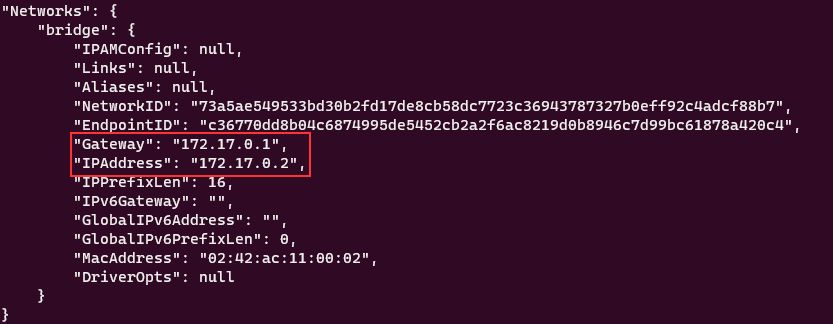 "Networks": {
    "bridge": {
        "IPAMConfig": null,
        "Links": null,
        "Aliases": null,
        "NetworkID": "73a5ae549533bd30b2fd17de8cb58dc7723c36943787327b0eff92c4adcf88b7",
        "EndpointID": "c36770dd8b04c6874995de5452cb2a2f6ac8219d0b8946c7d99bc61878a420c4",
        "Gateway": "172.17.0.1",
        "IPAddress": "172.17.0.2",
        "IPPrefixLen": 16,
        "IPv6Gateway": "",
        "GlobalIPv6Address": "",
        "GlobalIPv6PrefixLen": 0,
        "MacAddress": "02:42:ac:11:00:02",
        "DriverOpts": null
    }
}